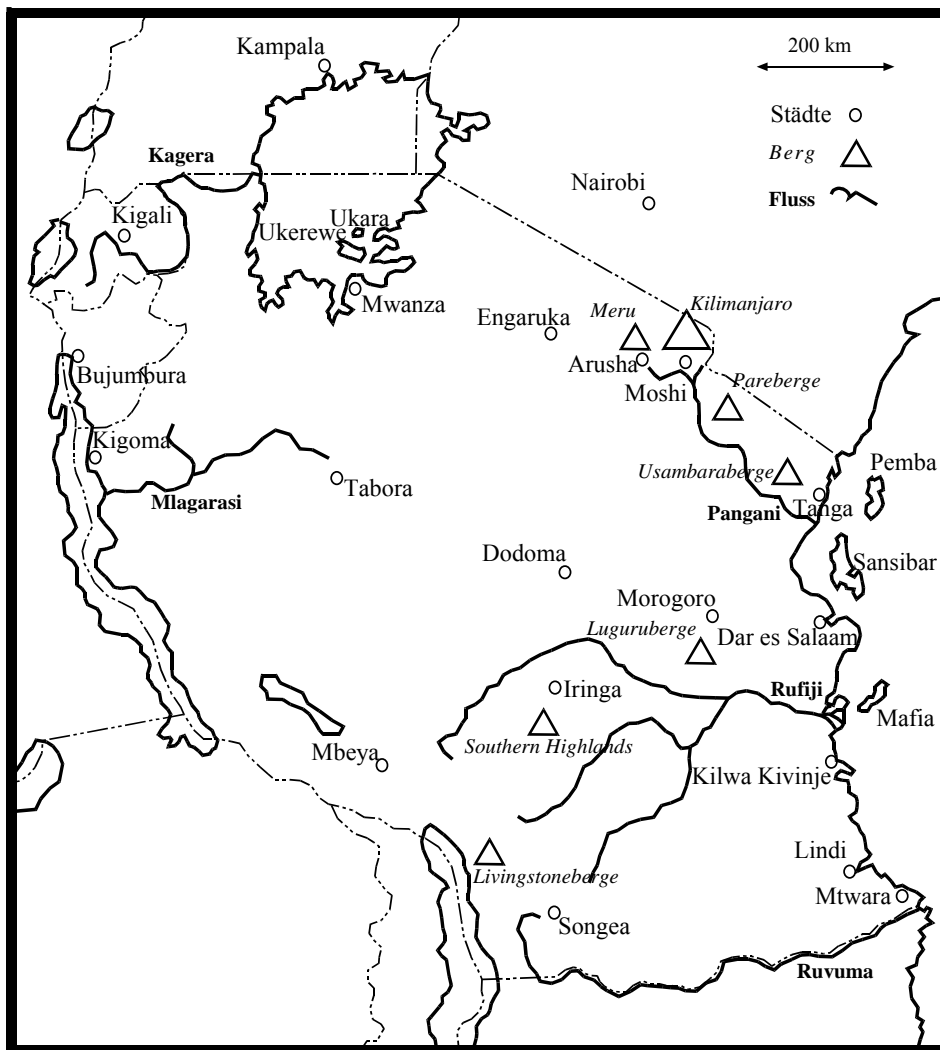 Kampala
200 km
Städte
Berg
Kagera
Fluss
Nairobi
Kigali
Ukara
Ukerewe
Mwanza
Engaruka
Meru
Kilimanjaro
Bujumbura
Arusha
Moshi
Pareberge
Kigoma
Usambaraberge
Pemba
Tabora
Mlagarasi
Pangani
Tanga
Dodoma
Sansibar
Morogoro
Luguruberge
Dar es Salaam
Iringa
Rufiji
Mafia
Southern Highlands
Mbeya
Kilwa Kivinje
Lindi
Livingstoneberge
Mtwara
Songea
Ruvuma